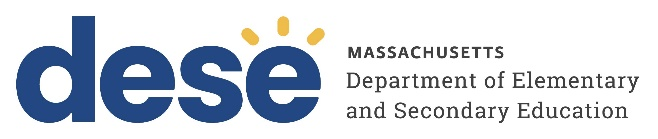 dese
MASSACHUSETTS
Department of Elementary
and Secondary Education